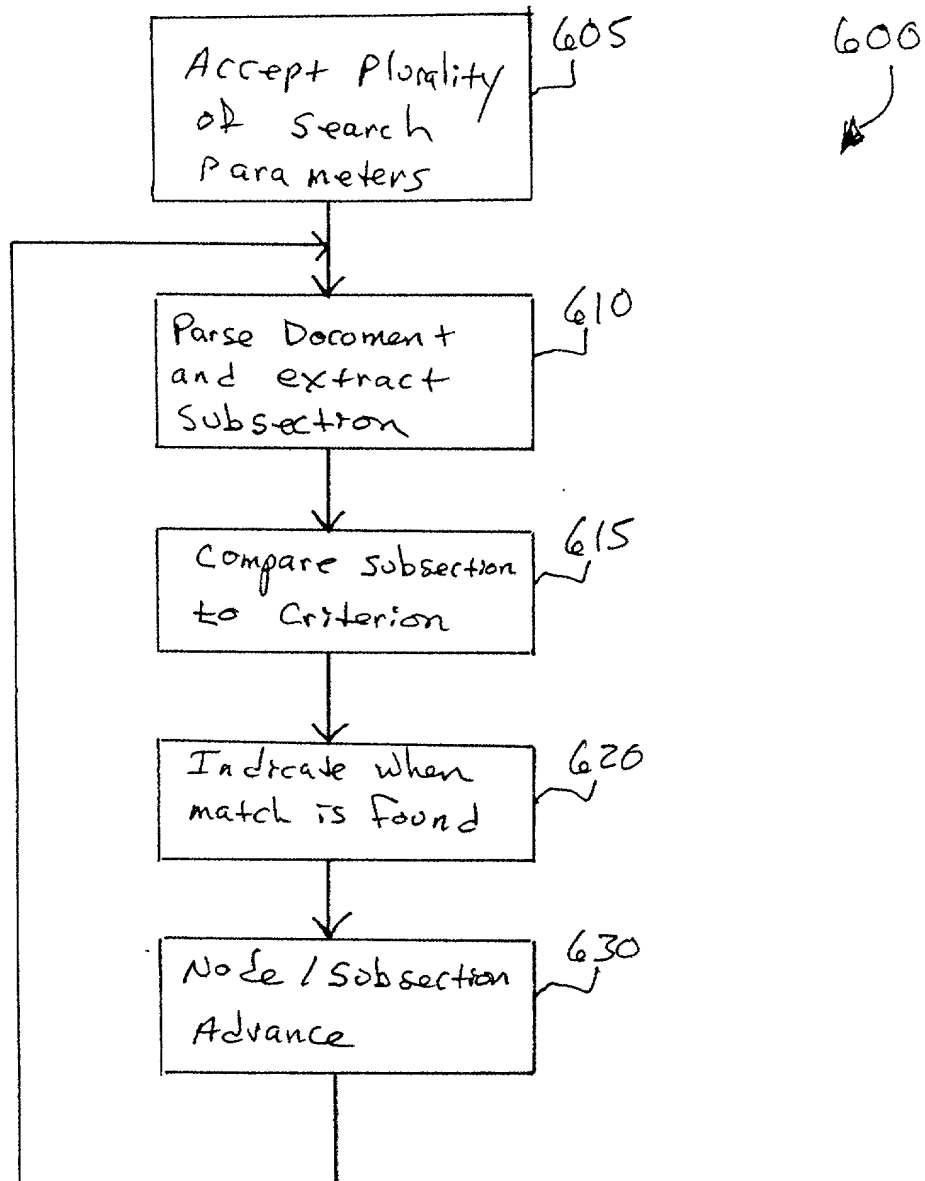 Accept Plurality
of search
Parameters
605
600
Parse Document
and extract
Subsection
610
Compare subsection
to Criterion
615
Indicate when
match is found
620
Node / Subsection
Advance
630